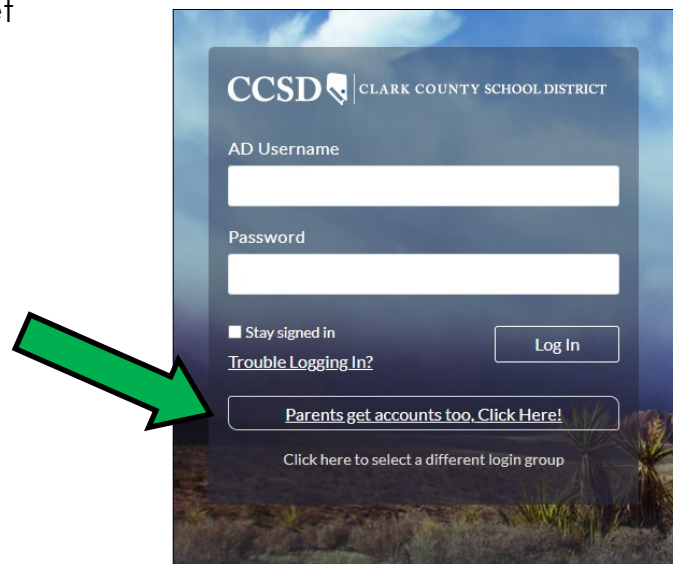 CCSD CLARK COUNTY SCHOOL DISTRICT
AD Username
Password
Stay signed in
Log In
Trouble Logging In?
Parents get accounts too, Click Here!
Click here to select a different login group